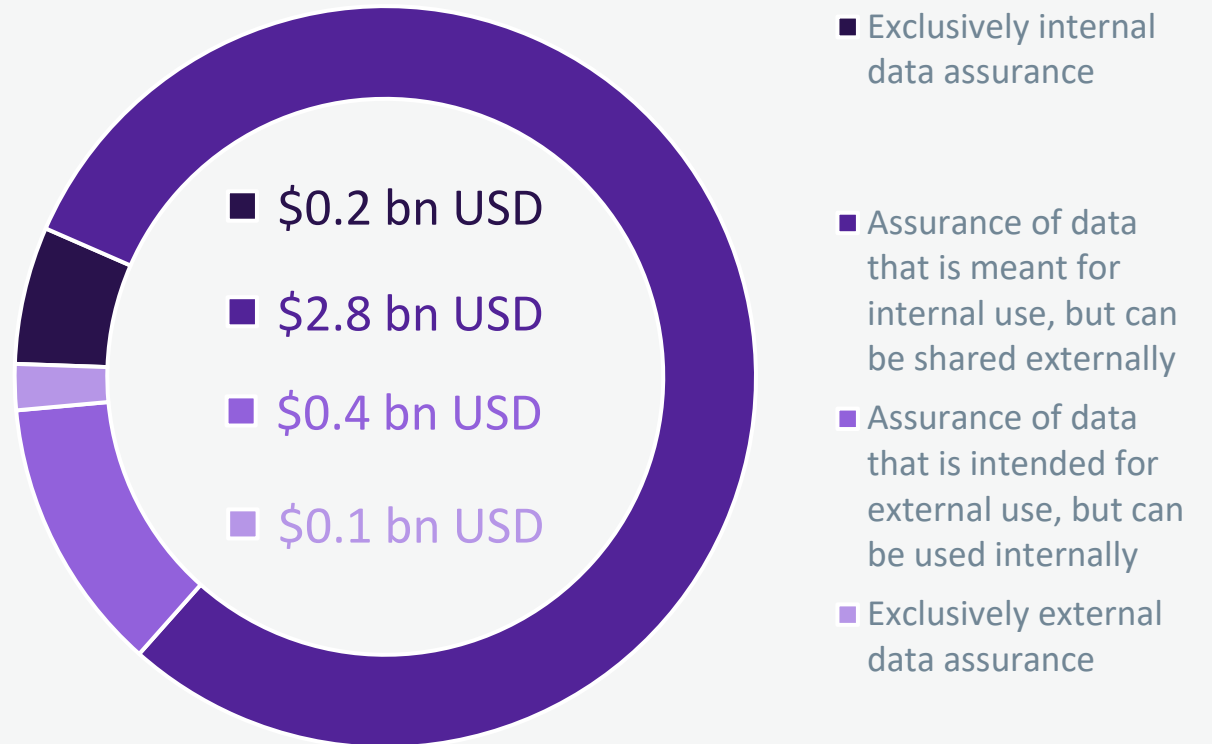 $0.2 bn USD
$2.8 bn USD
$0.4 bn USD
$0.1 bn USD
Exclusively internal
data assurance
Assurance of data
that is meant for
internal use, but can
be shared externally
Assurance of data
that is intended for
external use, but can
be used internally
Exclusively external
data assurance